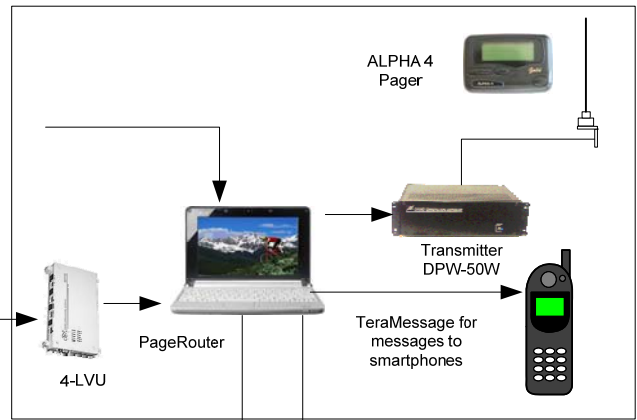 ALPHA 4
Pager
Transmitter
DPW-50W
PageRouter
TeraMessage for
messages to
smartphones
4-LVU